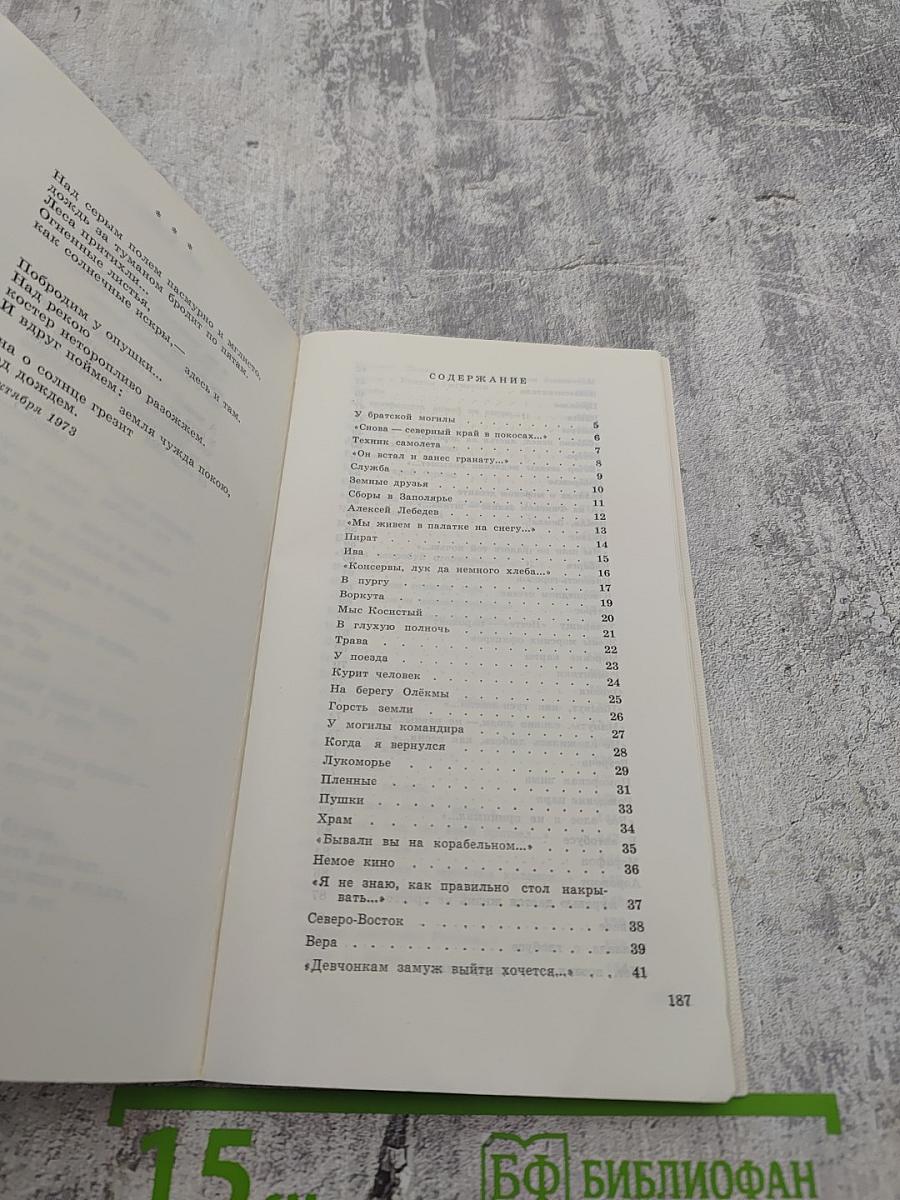 * * *
Над серым полем пасмурно и мглисто,
дождь за туманом бродит по пятам.
Леса притихли...
Огненные листья,
как солнечные искры,— здесь и там.
Побродим у опушки...
Над рекою
костер неторопливо разожжем.
И вдруг поймем:
земля чужда покою,
на о солнце грезит
д дождем.
ктября 1973
СОДЕРЖАНИЕ
У братской могилы . . . . . . . . . 5
«Снова — северный край в покосах...» . . . 6
Техник самолета . . . . . . . . . . 7
«Он встал и занес гранату...» . . . . . . 8
Служба . . . . . . . . . . . . . 9
Земные друзья . . . . . . . . . . . 10
Сборы в Заполярье . . . . . . . . . 11
Алексей Лебедев . . . . . . . . . . 12
«Мы живем в палатке на снегу...» . . . . 13
Пират . . . . . . . . . . . . . 14
Ива . . . . . . . . . . . . . . 15
«Консервы, лук да немного хлеба...» . . . 16
В пургу . . . . . . . . . . . . . 17
Воркута . . . . . . . . . . . . . 19
Мыс Косистый . . . . . . . . . . . 20
В глухую полночь . . . . . . . . . . 21
Трава . . . . . . . . . . . . . 22
У поезда . . . . . . . . . . . . 23
Курит человек . . . . . . . . . . . 24
На берегу Олёкмы . . . . . . . . . 25
Горсть земли . . . . . . . . . . . 26
У могилы командира . . . . . . . . . 27
Когда я вернулся . . . . . . . . . . 28
Лукоморье . . . . . . . . . . . . 29
Пленные . . . . . . . . . . . . . 31
Пушки . . . . . . . . . . . . . 33
Храм . . . . . . . . . . . . . 34
«Бывали вы на корабельном...» . . . . . 35
Немое кино . . . . . . . . . . . . 36
«Я не знаю, как правильно стол накры-
вать...» . . . . . . . . . . . . 37
Северо-Восток . . . . . . . . . . . 38
Вера . . . . . . . . . . . . . . 39
«Девчонкам замуж выйти хочется...» . . . 41
187
15 см
БФ БИБЛИОФАН